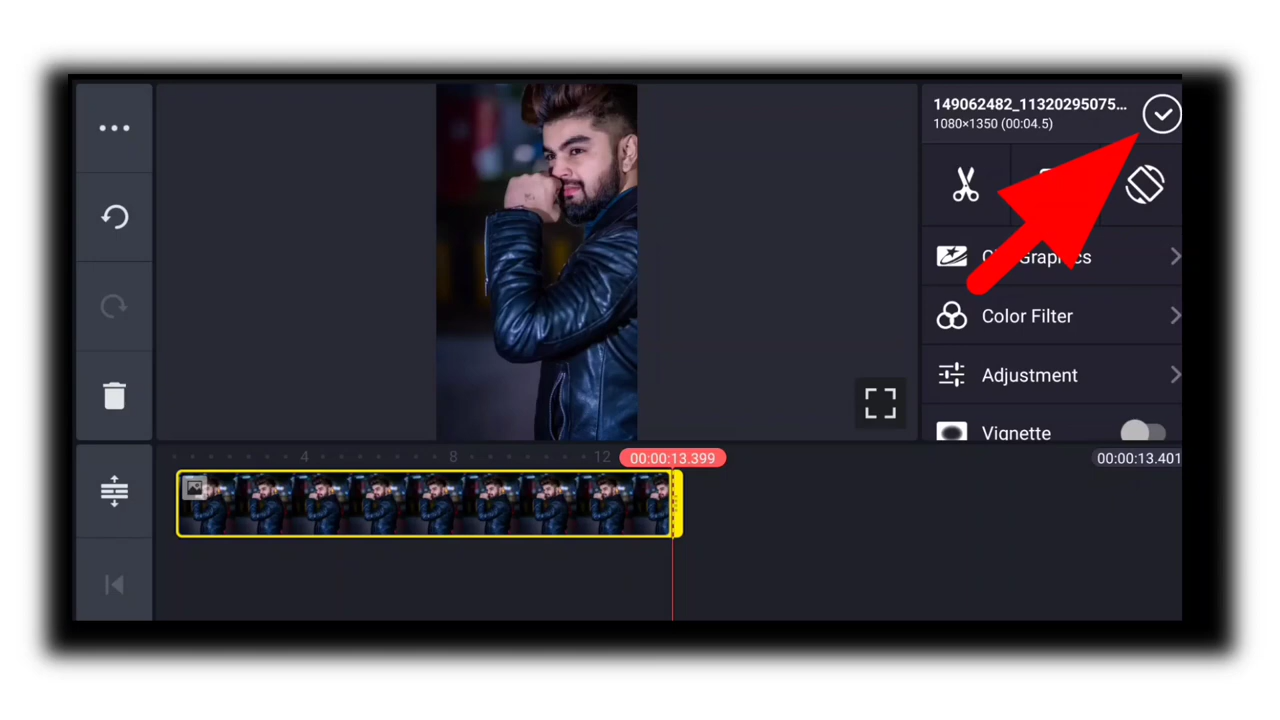 149062482_11320295075...
1080×1350 (00:04.5)
Graphics
Color Filter
Adjustment
Vignette
4
8
12
00:00:13.399
00:00:13.401